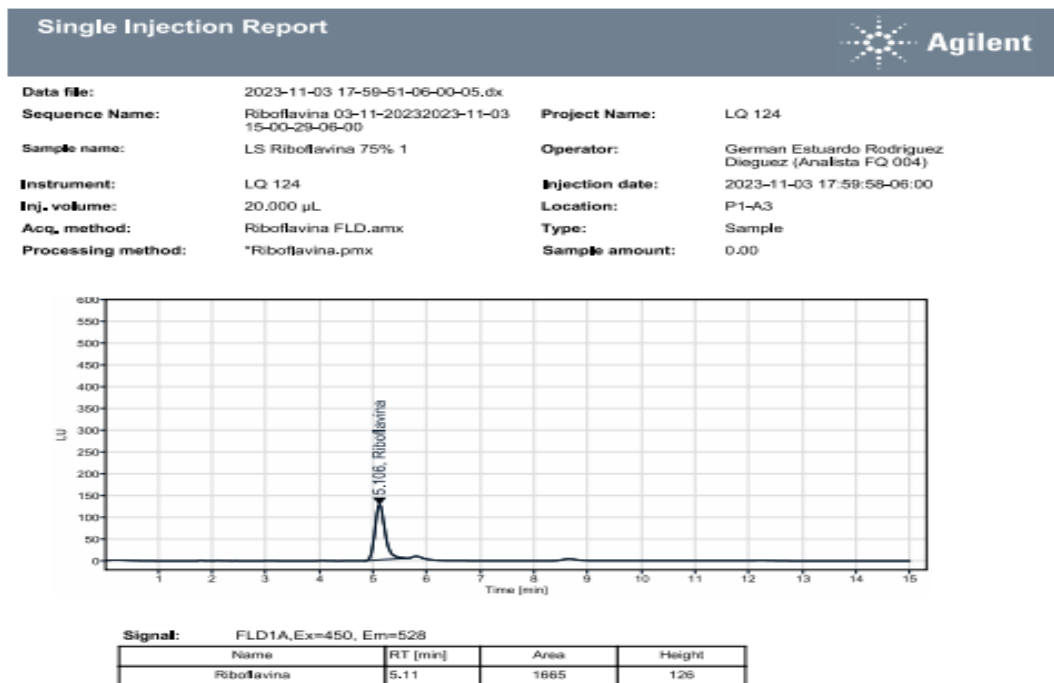 Single Injection Report
Agilent
Data file: 2023-11-03 17-59-51-06-00-05.dx
Sequence Name: Riboflavina 03-11-20232023-11-03 15-00-29-06-00 Project Name: LQ 124
Sample name: LS Riboflavina 75% 1 Operator: German Estuardo Rodriguez Dieguez (Analista FQ 004)
Instrument: LQ 124 Injection date: 2023-11-03 17:59:58-06:00
Inj. volume: 20.000 µL Location: P1-A3
Acq. method: Riboflavina FLD.amx Type: Sample
Processing method: *Riboflavina.pmx Sample amount: 0.00
600
550
500
450
400
350
300
250
200
150
100
50
0
LU
5.106, Riboflavina
1 2 3 4 5 6 7 8 9 10 11 12 13 14 15
Time [min]
Signal: FLD1A,Ex=450, Em=528
Name RT [min] Area Height
Riboflavina 5.11 1665 126